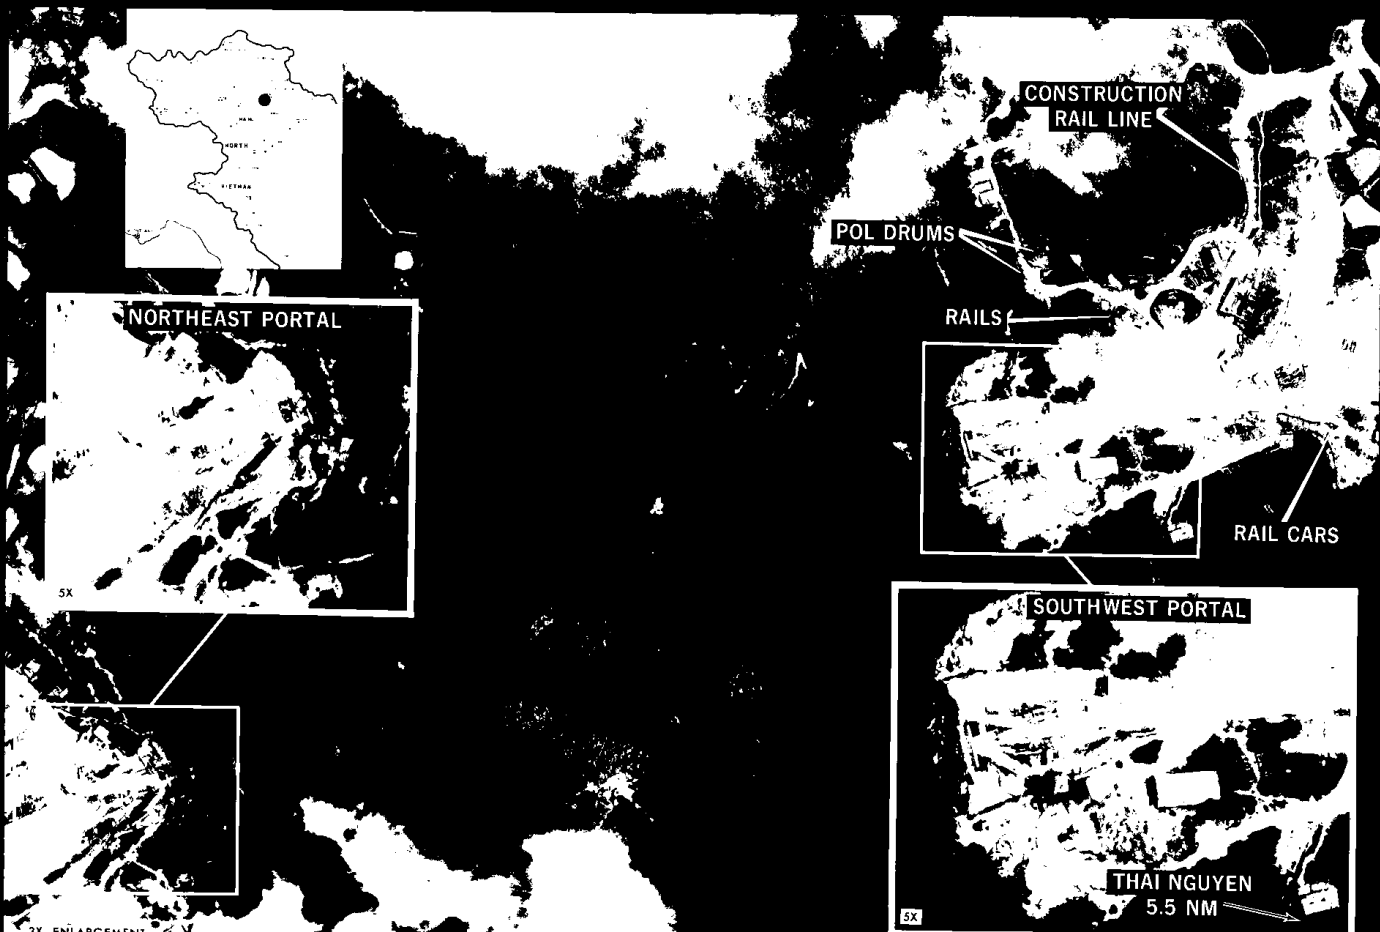 HAN
NORTH
VIETNAM
CONSTRUCTION
RAIL LINE
POL DRUMS
RAILS
NORTHEAST PORTAL
5X
RAIL CARS
SOUTHWEST PORTAL
THAI NGUYEN
5.5 NM
5X
ENLARGEMENT